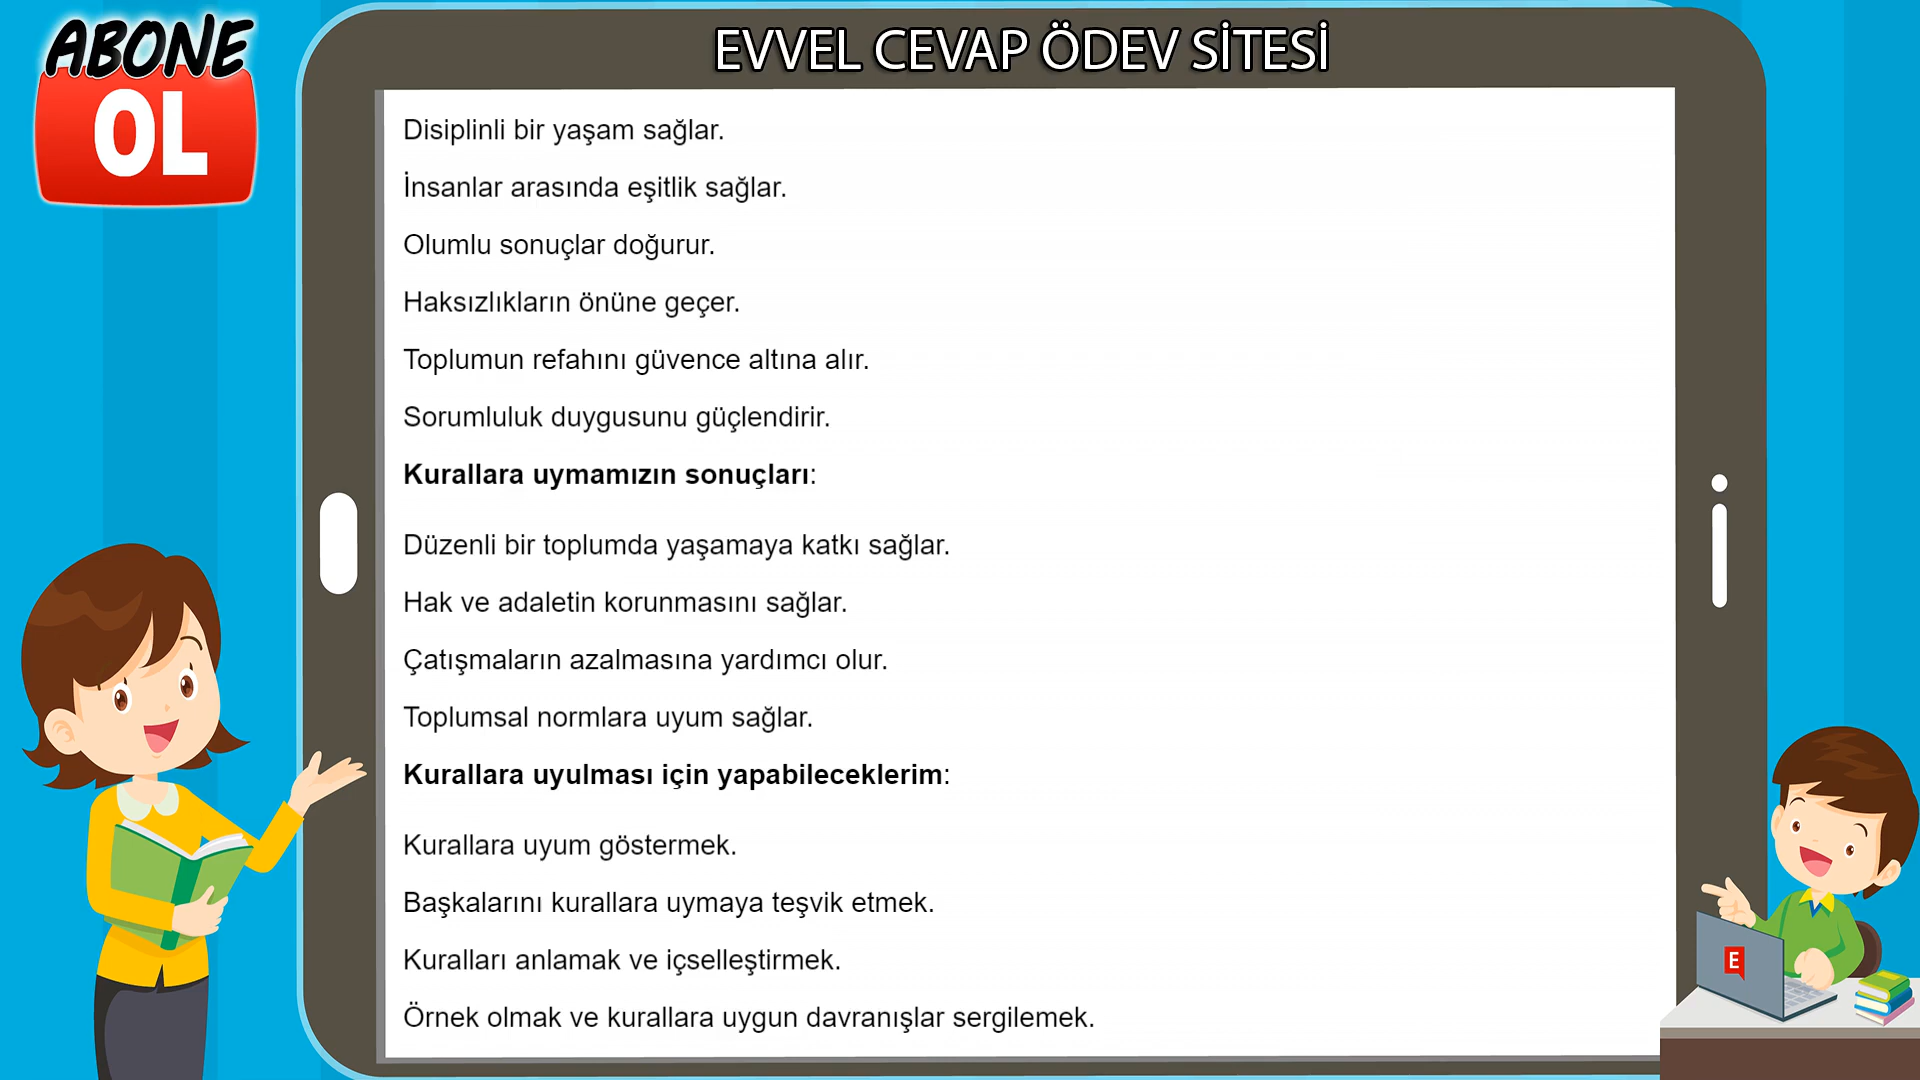 ABONE
OL
EVVEL CEVAP ÖDEV SİTESİ
Disiplinli bir yaşam sağlar.
İnsanlar arasında eşitlik sağlar.
Olumlu sonuçlar doğurur.
Haksızlıkların önüne geçer.
Toplumun refahını güvence altına alır.
Sorumluluk duygusunu güçlendirir.
Kurallara uymamızın sonuçları:
Düzenli bir toplumda yaşamaya katkı sağlar.
Hak ve adaletin korunmasını sağlar.
Çatışmaların azalmasına yardımcı olur.
Toplumsal normlara uyum sağlar.
Kurallara uyulması için yapabileceklerim:
Kurallara uyum göstermek.
Başkalarını kurallara uymaya teşvik etmek.
Kuralları anlamak ve içselleştirmek.
Örnek olmak ve kurallara uygun davranışlar sergilemek.
E